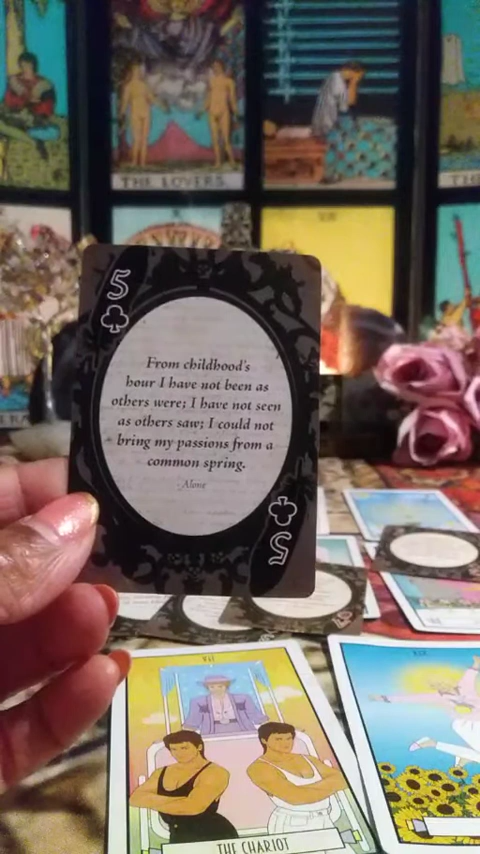 THE LOVERS.
5
From childhood's
hour I have not been as
others were; I have not seen
as others saw; I could not
bring my passions from a
common spring.
-Alone
5
VII
THE CHARIOT